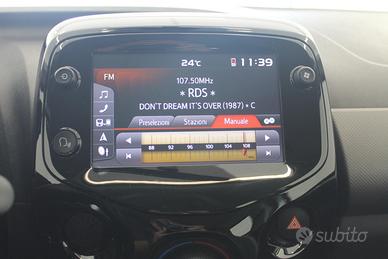 24°C
11:39
FM
107.50MHz
* RDS *
DON'T DREAM IT'S OVER (1987) • C
Preselezioni Stazioni Manuale
88 92 96 100 104 108
subito